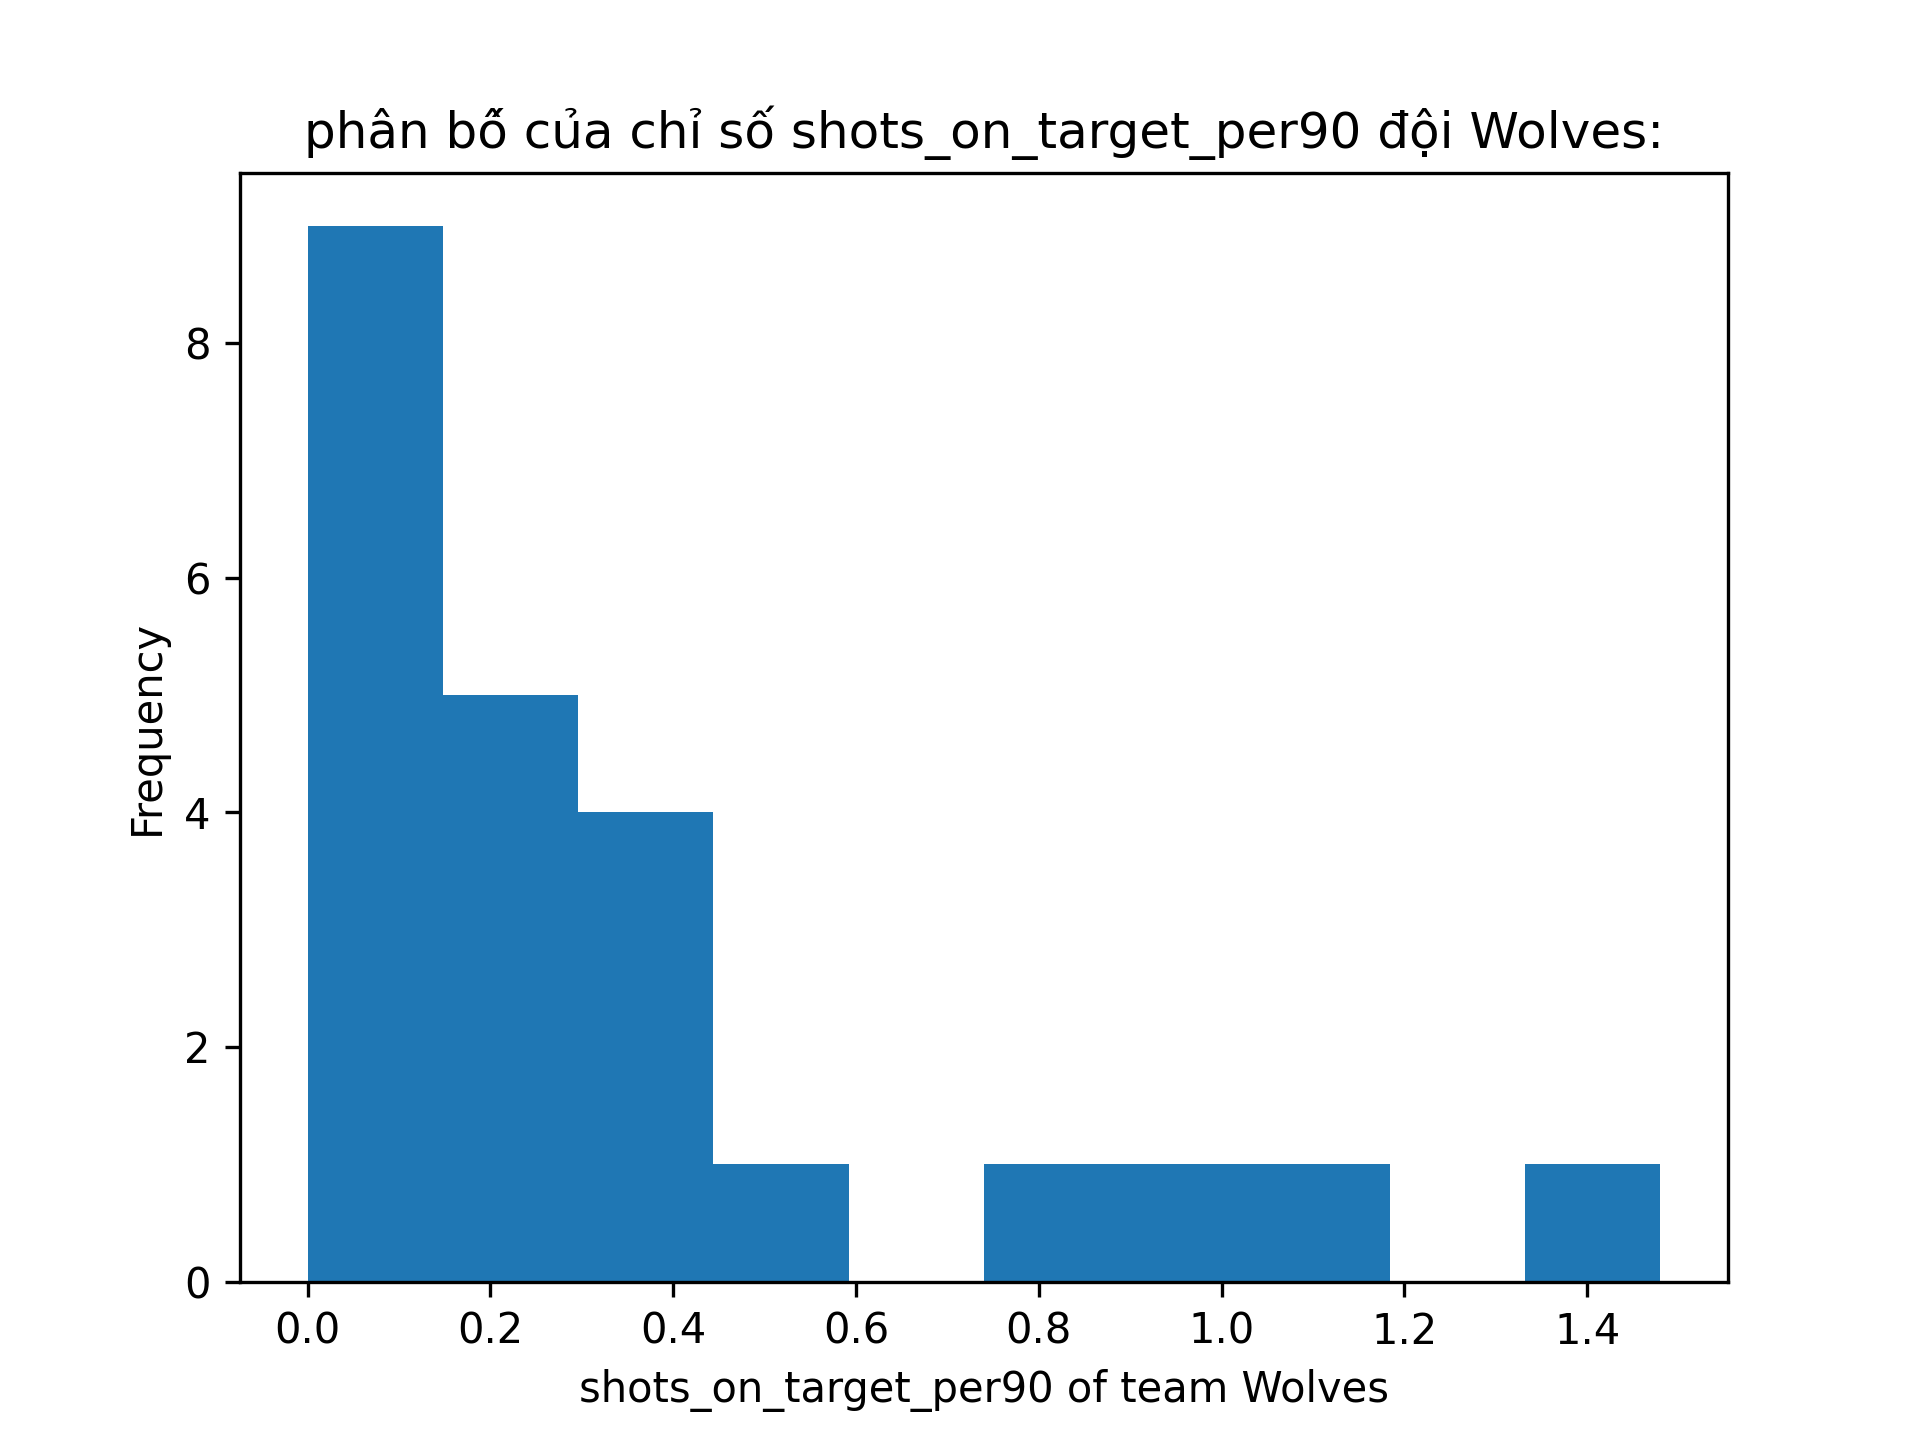 phân bỗ của chỉ số shots_on_target_per90 đội Wolves:
Frequency
8
6
4
2
0
0.0 0.2 0.4 0.6 0.8 1.0 1.2 1.4
shots_on_target_per90 of team Wolves